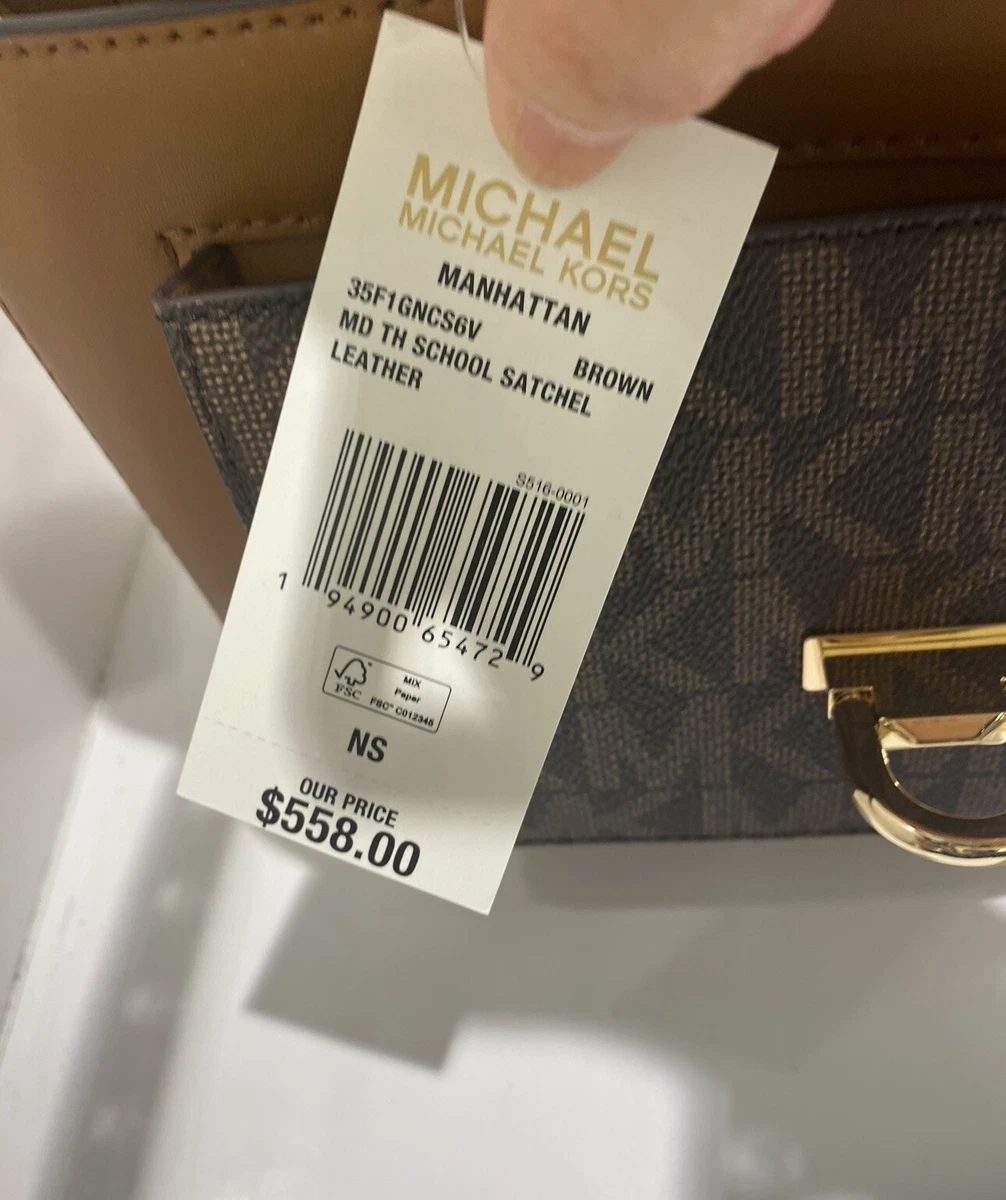 MICHAEL
MICHAEL KORS
MANHATTAN
35F1GNCS6V BROWN
MD TH SCHOOL SATCHEL
LEATHER
S516-0001
1 94900 65472 9
FSC
MIX
Paper
FSC® C012345
NS
OUR PRICE
$558.00